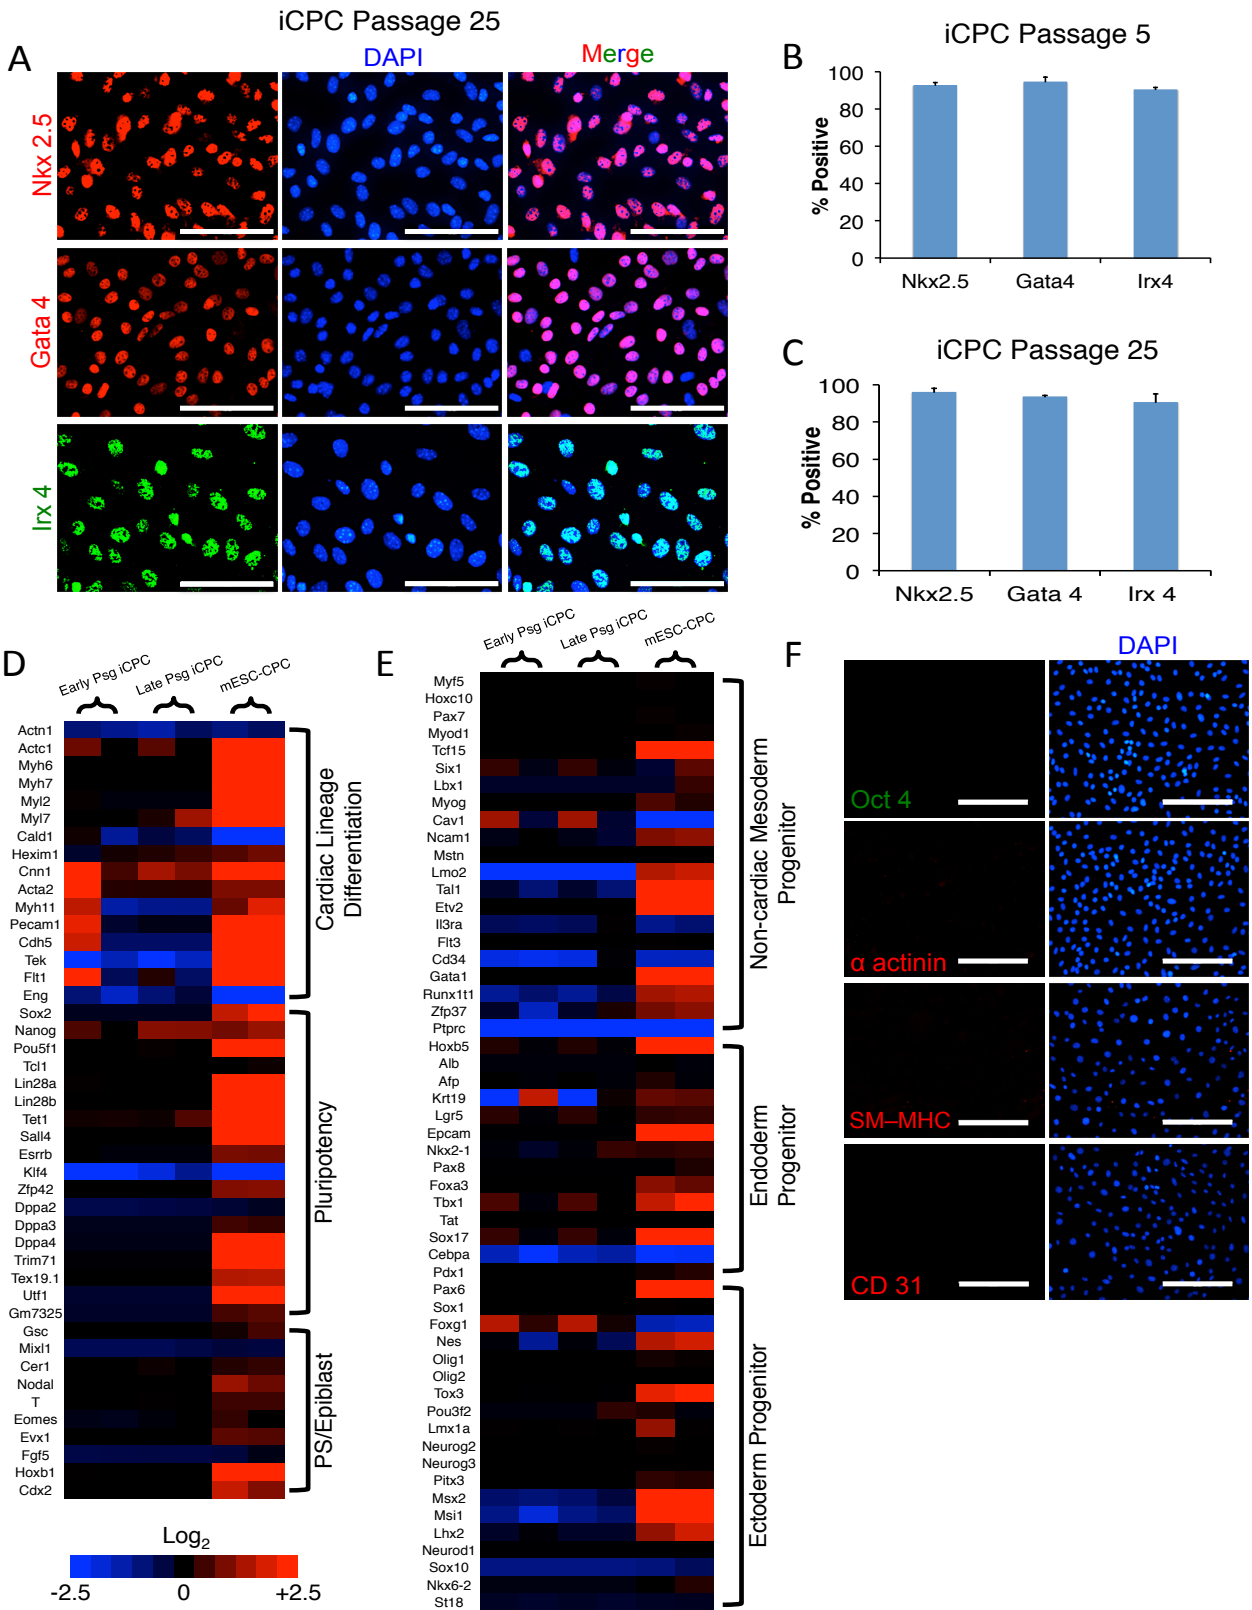 iCPC Passage 25
A
DAPI
Merge
Nkx 2.5
Gata 4
Irx 4
B
iCPC Passage 5
% Positive
100
80
60
40
20
0
Nkx2.5 Gata4 Irx4
C
iCPC Passage 25
% Positive
100
80
60
40
20
0
Nkx2.5 Gata 4 Irx 4
D
Early Psg iCPC
Late Psg iCPC
mESC-CPC
Actn1
Actc1
Myh6
Myh7
Myl2
Myl7
Cald1
Hexim1
Cnn1
Acta2
Myh11
Pecam1
Cdh5
Tek
Flt1
Eng
Sox2
Nanog
Pou5f1
Tcl1
Lin28a
Lin28b
Tet1
Sall4
Esrrb
Klf4
Zfp42
Dppa2
Dppa3
Dppa4
Trim71
Tex19.1
Utf1
Gm7325
Gsc
Mixl1
Cer1
Nodal
T
Eomes
Evx1
Fgf5
Hoxb1
Cdx2
Cardiac Lineage
Differentiation
Pluripotency
PS/Epiblast
Log2
-2.5 0 +2.5
E
Early Psg iCPC
Late Psg iCPC
mESC-CPC
Myf5
Hoxc10
Pax7
Myod1
Tcf15
Six1
Lbx1
Myog
Cav1
Ncam1
Mstn
Lmo2
Tal1
Etv2
Il3ra
Flt3
Cd34
Gata1
Runx1t1
Zfp37
Ptprc
Hoxb5
Alb
Afp
Krt19
Lgr5
Epcam
Nkx2-1
Pax8
Foxa3
Tbx1
Tat
Sox17
Cebpa
Pdx1
Pax6
Sox1
Foxg1
Nes
Olig1
Olig2
Tox3
Pou3f2
Lmx1a
Neurog2
Neurog3
Pitx3
Msx2
Msi1
Lhx2
Neurod1
Sox10
Nkx6-2
St18
Non-cardiac Mesoderm
Progenitor
Endoderm
Progenitor
Ectoderm Progenitor
F
DAPI
Oct 4
α actinin
SM–MHC
CD 31